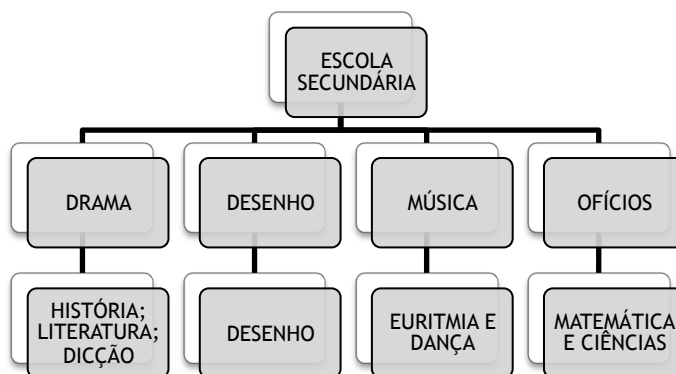 ESCOLA
SECUNDÁRIA
DRAMA
DESENHO
MÚSICA
OFÍCIOS
HISTÓRIA;
LITERATURA;
DICÇÃO
DESENHO
EURITMIA E
DANÇA
MATEMÁTICA
E CIÊNCIAS